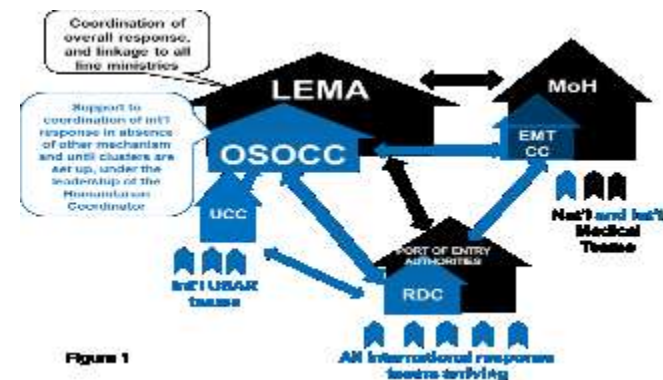 Coordination of
overall response,
and linkage to all
line ministries
LEMA
MoH
Support to
coordination of int'l
response in absence
of other mechanism
and until clusters are
set up, under the
leadership of the
Humanitarian
Coordinator
OSOCC
EMT
CC
UCC
Nat'l and Int'l
Medical
Teams
PORT OF ENTRY
AUTHORITIES
RDC
Int'l USAR
teams
Figure 1
All international response
teams arriving